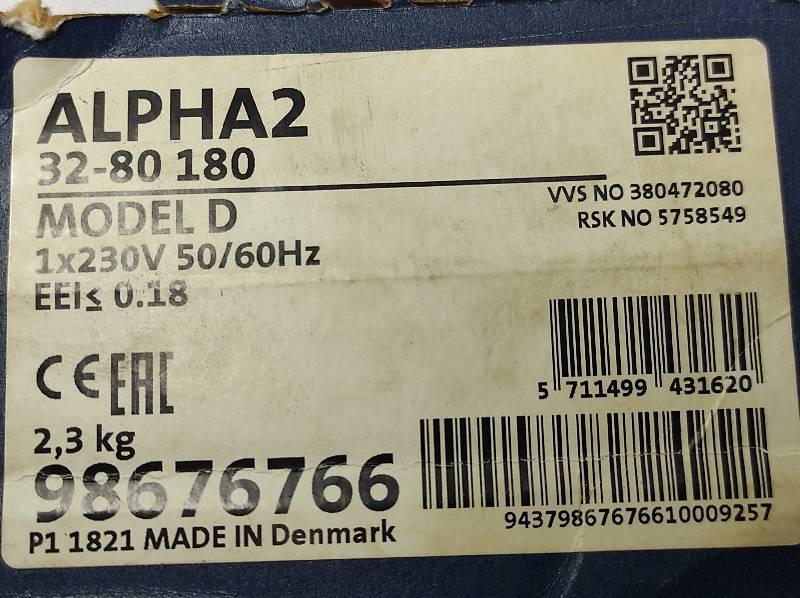 ALPHA2
32-80 180
VVS NO 380472080
RSK NO 5758549
MODEL D
1x230V 50/60Hz
EEI≤ 0.18
CE EAC
5 711499 431620
2,3 kg
98676766
94379867676610009257
P1 1821 MADE IN Denmark